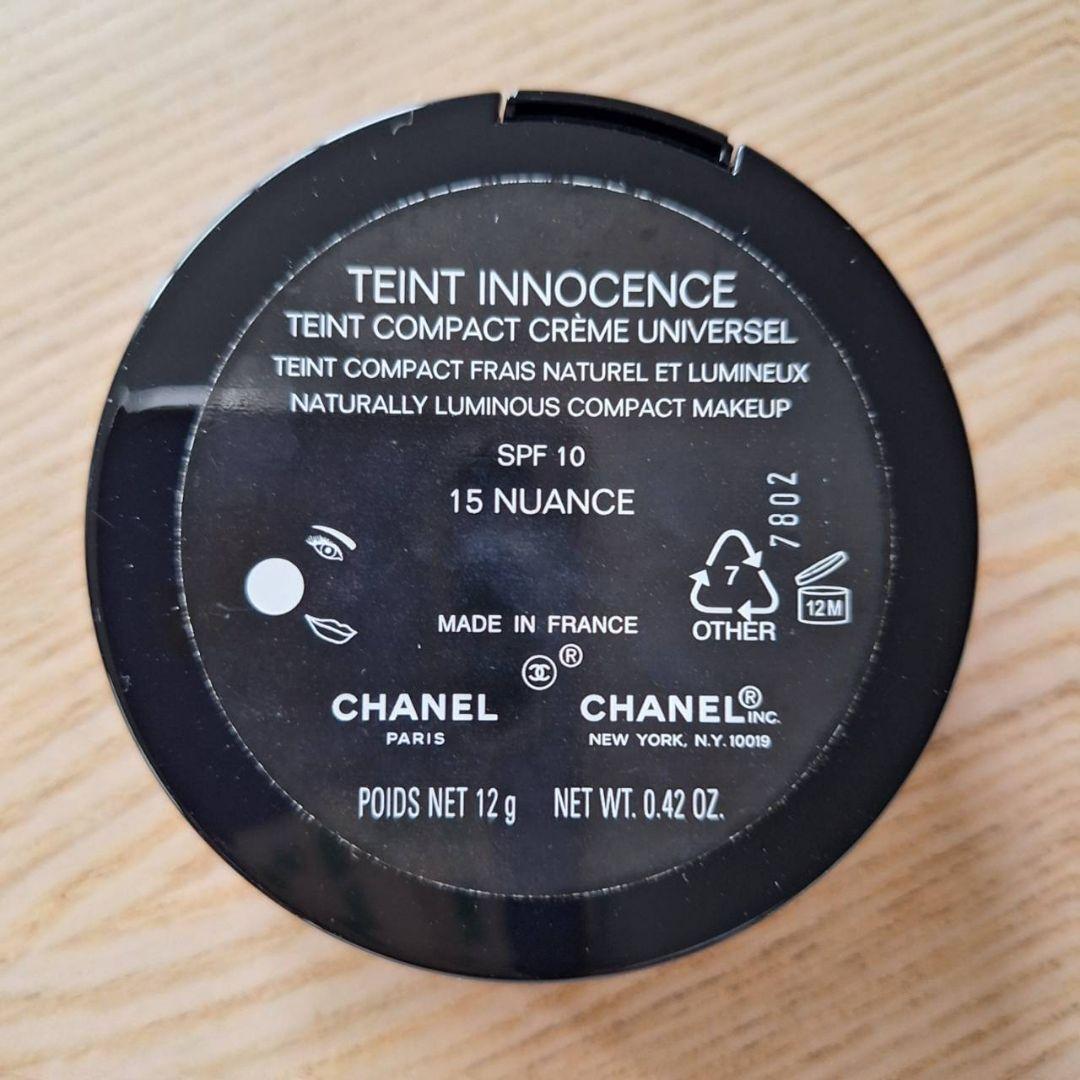 TEINT INNOCENCE
TEINT COMPACT CRÈME UNIVERSEL
TEINT COMPACT FRAIS NATUREL ET LUMINEUX
NATURALLY LUMINOUS COMPACT MAKEUP
SPF 10
15 NUANCE
7802
7
12M
OTHER
MADE IN FRANCE
®
CHANEL
PARIS
CHANEL® INC.
NEW YORK, N.Y. 10019
POIDS NET 12 g NET WT. 0.42 OZ.